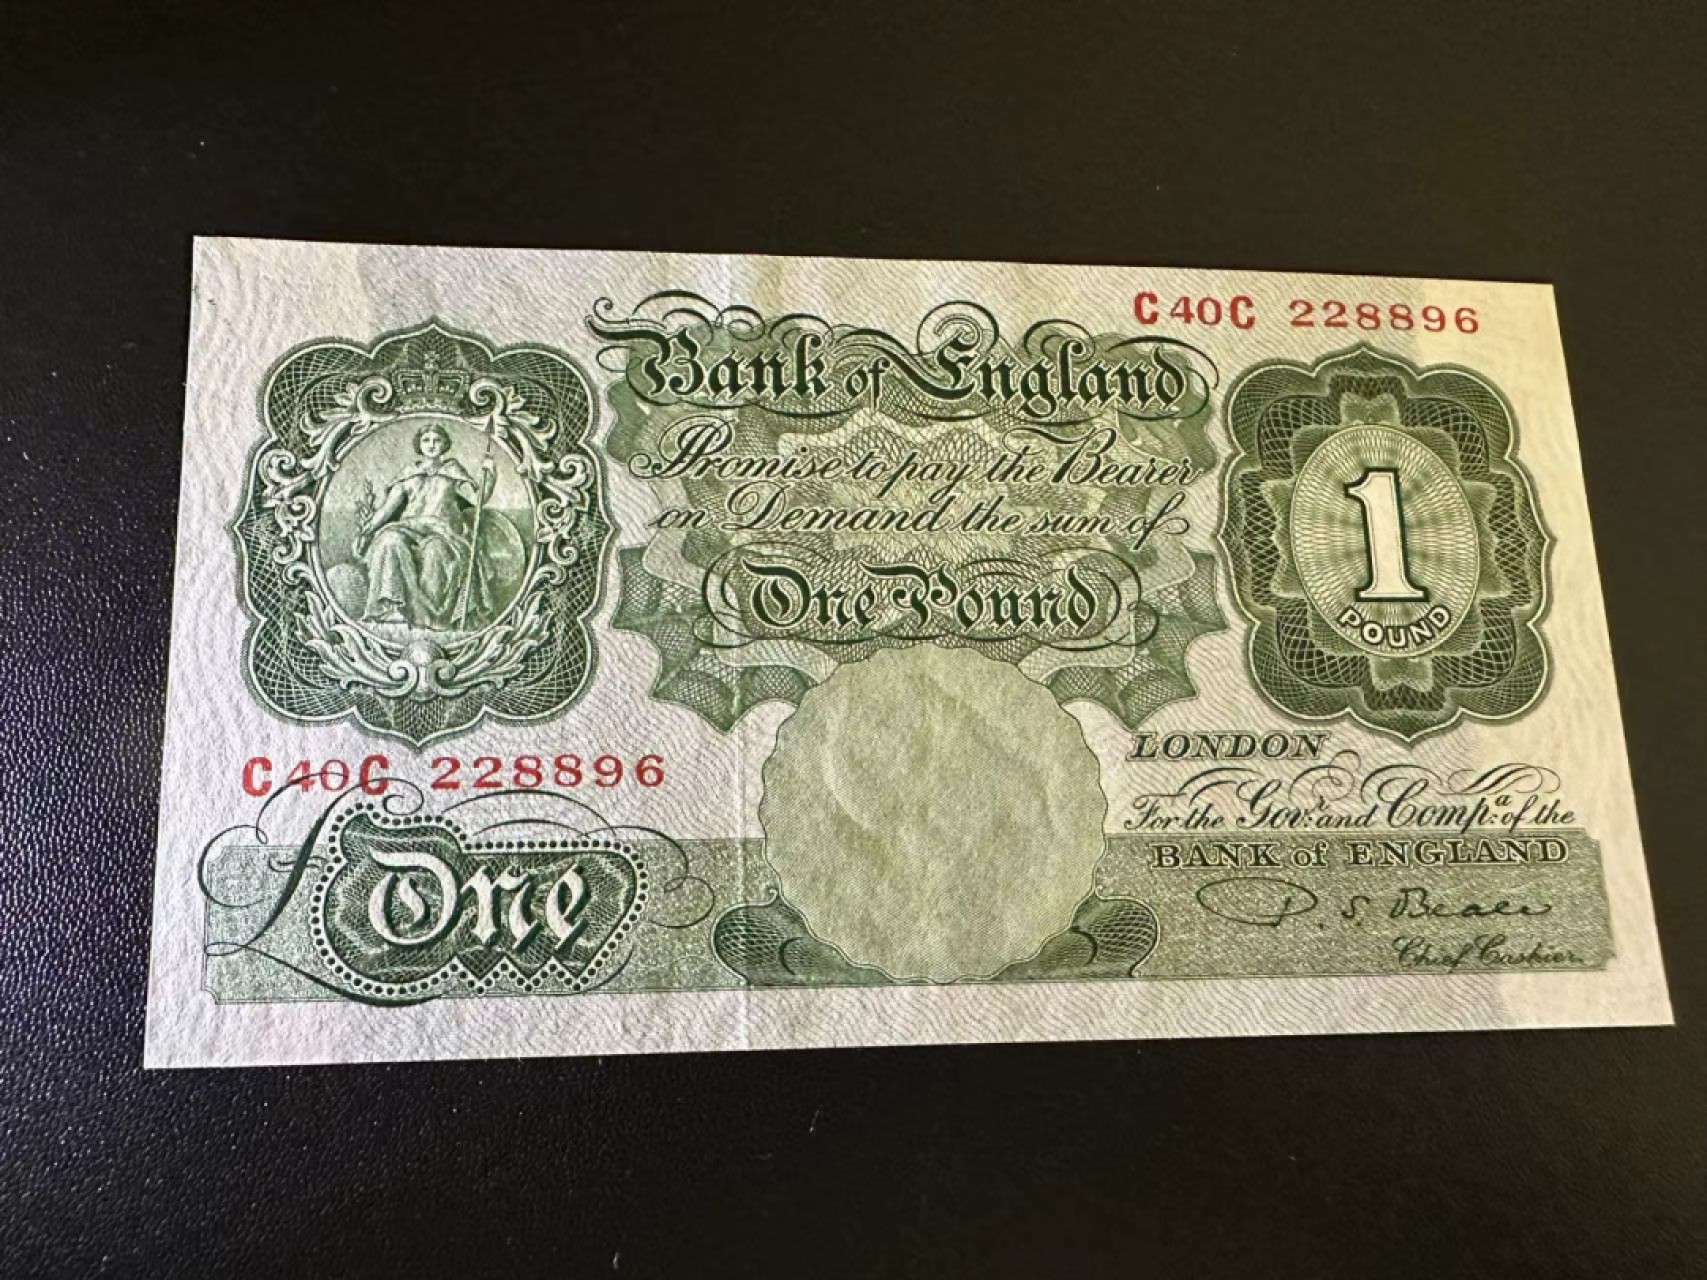 C40C 228896
Bank of England
Promise to pay the Bearer
on Demand the sum of
One Pound
1
POUND
LONDON
For the Govr. and Compa. of the
BANK of ENGLAND
P. S. Beale
Chief Cashier.
C40C 228896
£One